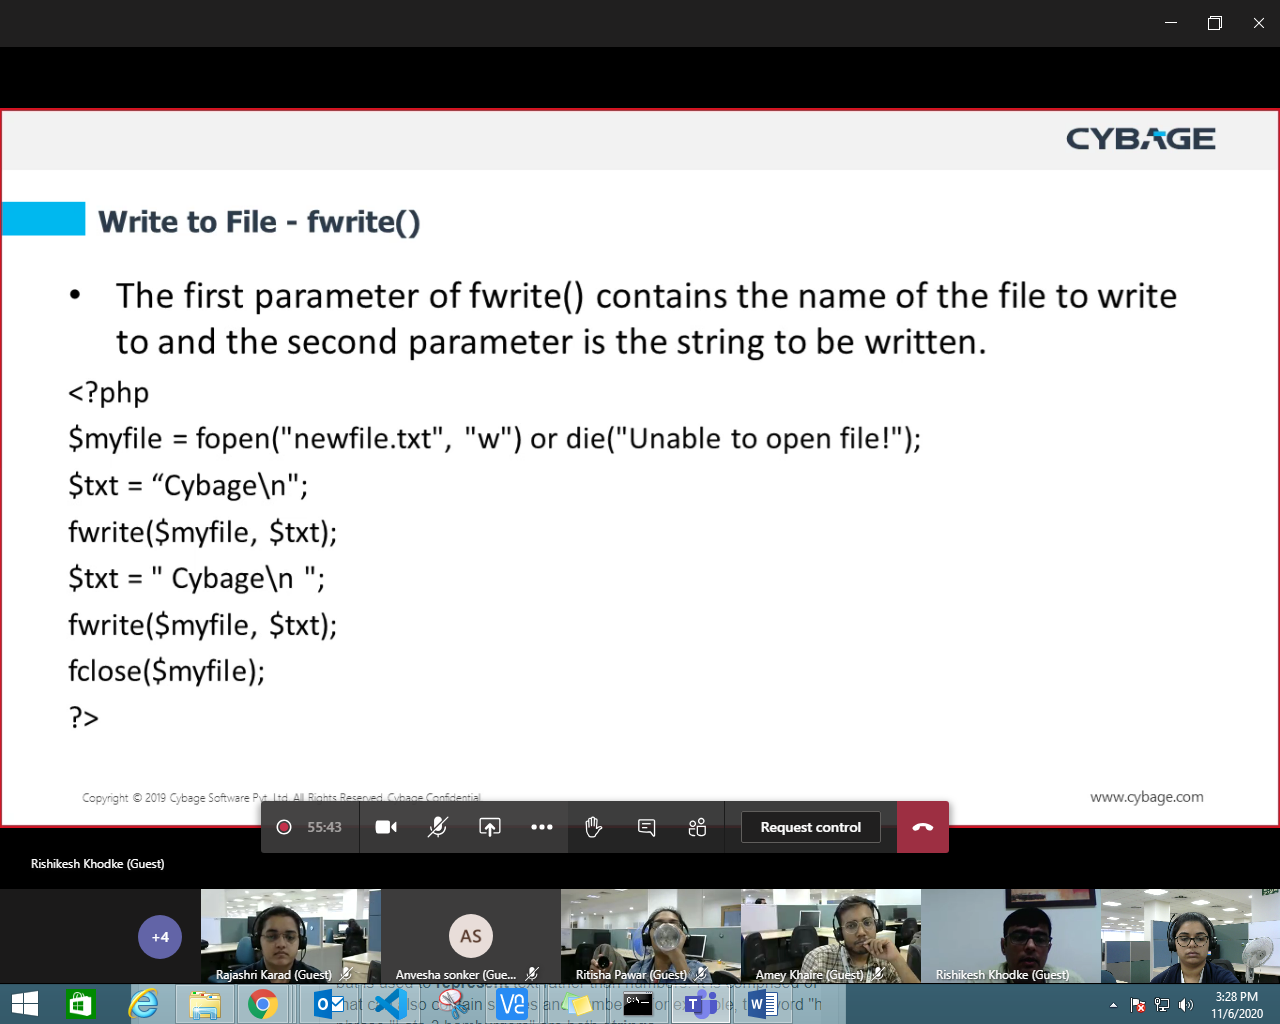 CYBAGE
Write to File - fwrite()
• The first parameter of fwrite() contains the name of the file to write
to and the second parameter is the string to be written.
<?php
$myfile = fopen("newfile.txt", "w") or die("Unable to open file!");
$txt = “Cybage\n";
fwrite($myfile, $txt);
$txt = " Cybage\n ";
fwrite($myfile, $txt);
fclose($myfile);
?>
Copyright © 2019 Cybage Software Pvt. Ltd. All Rights Reserved. Cybage Confidential
www.cybage.com
55:43
Request control
Rishikesh Khodke (Guest)
+4
Rajashri Karad (Guest)
AS
Anvesha sonker (Gue...
Ritisha Pawar (Guest)
Amey Khaire (Guest)
Rishikesh Khodke (Guest)
3:28 PM
11/6/2020